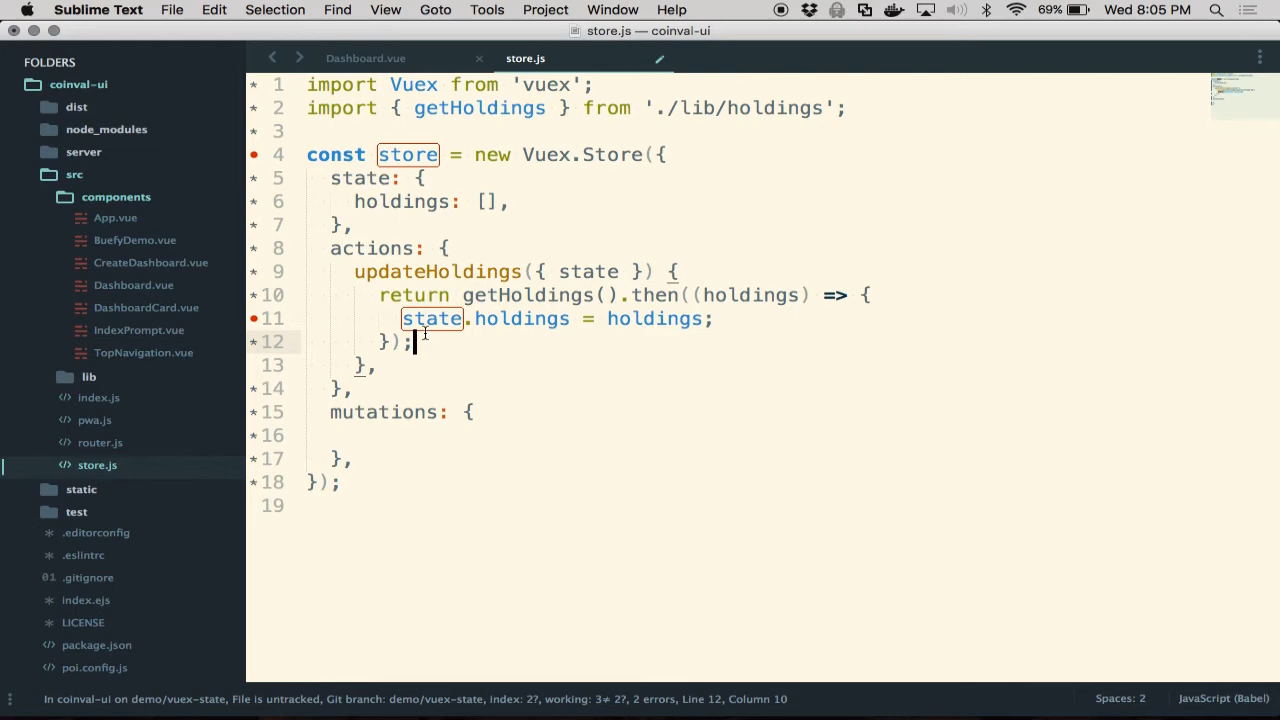 Sublime Text File Edit Selection Find View Goto Tools Project Window Help 69% Wed 8:05 PM
store.js — coinval-ui
FOLDERS
coinval-ui
dist
node_modules
server
src
components
App.vue
BuefyDemo.vue
CreateDashboard.vue
Dashboard.vue
DashboardCard.vue
IndexPrompt.vue
TopNavigation.vue
lib
index.js
pwa.js
router.js
store.js
static
test
.editorconfig
.eslintrc
.gitignore
index.ejs
LICENSE
package.json
poi.config.js
Dashboard.vue × store.js
1 import Vuex from 'vuex';
2 import { getHoldings } from './lib/holdings';
3
4 const store = new Vuex.Store({
5 state: {
6 holdings: [],
7 },
8 actions: {
9 updateHoldings({ state }) {
10 return getHoldings().then((holdings) => {
11 state.holdings = holdings;
12 });
13 },
14 },
15 mutations: {
16
17 },
18 });
19
In coinval-ui on demo/vuex-state, File is untracked, Git branch: demo/vuex-state, index: 2?, working: 3≠ 2?, 2 errors, Line 12, Column 10 Spaces: 2 JavaScript (Babel)